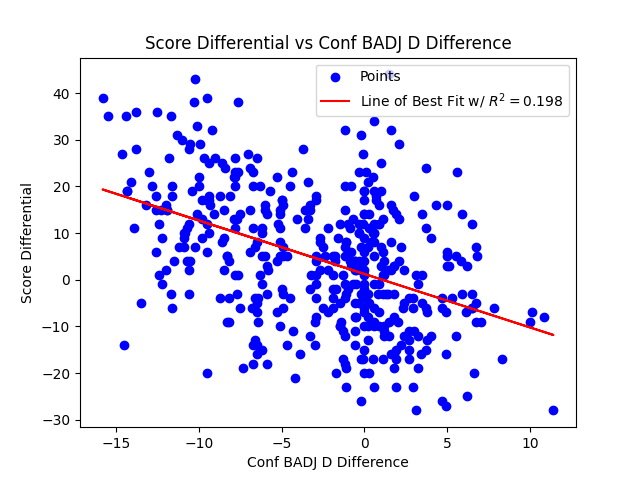 Score Differential vs Conf BADJ D Difference
Points
Line of Best Fit w/ R² = 0.198
40
30
20
10
0
−10
−20
−30
Score Differential
−15
−10
−5
0
5
10
Conf BADJ D Difference